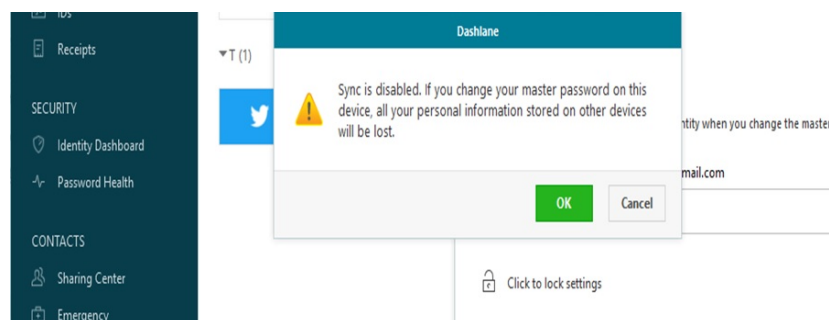 IDs
Receipts
SECURITY
Identity Dashboard
Password Health
CONTACTS
Sharing Center
Emergency
T (1)
Dashlane
Sync is disabled. If you change your master password on this
device, all your personal information stored on other devices
will be lost.
OK
Cancel
ntity when you change the master
mail.com
Click to lock settings